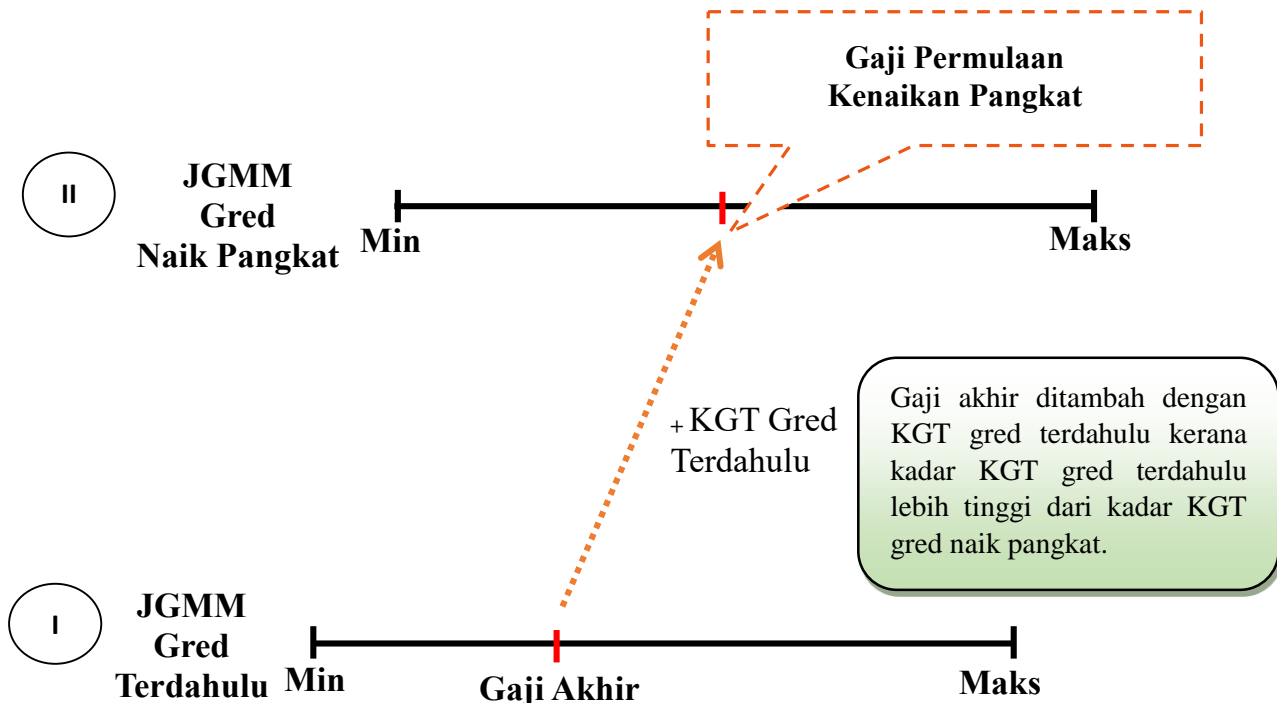 Gaji Permulaan
Kenaikan Pangkat
II
JGMM
Gred
Naik Pangkat
Min
Maks
+ KGT Gred
Terdahulu
Gaji akhir ditambah dengan
KGT gred terdahulu kerana
kadar KGT gred terdahulu
lebih tinggi dari kadar KGT
gred naik pangkat.
I
JGMM
Gred
Terdahulu
Min
Gaji Akhir
Maks